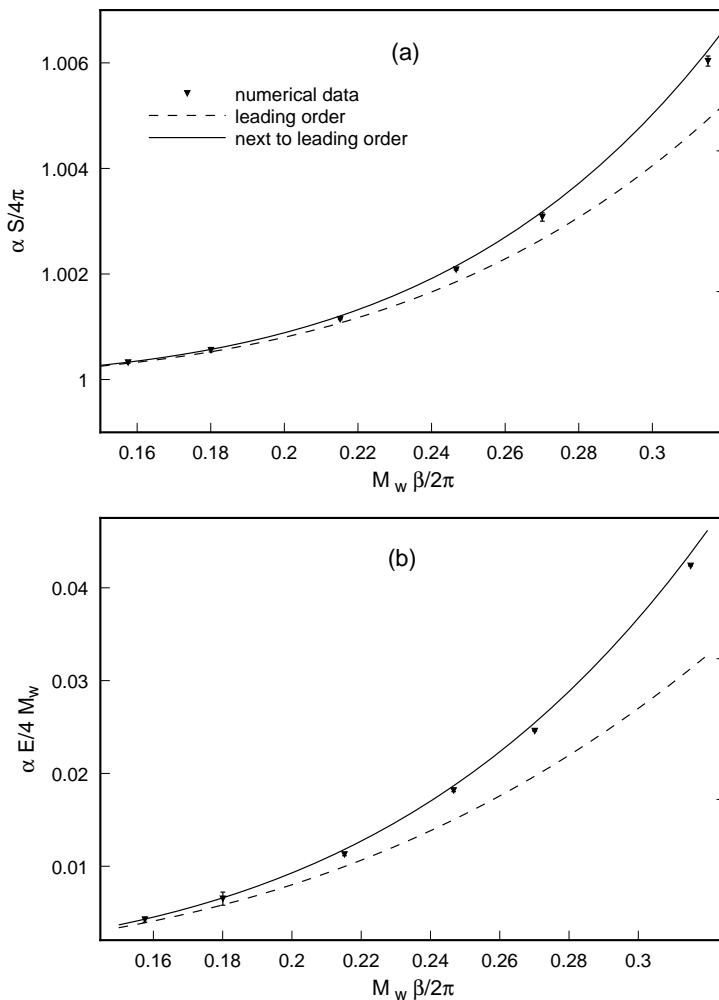 (a)
numerical data
leading order
next to leading order
α S/4π
1.006
1.004
1.002
1
0.16 0.18 0.2 0.22 0.24 0.26 0.28 0.3
M w β/2π
(b)
α E/4 Mw
0.04
0.03
0.02
0.01
0.16 0.18 0.2 0.22 0.24 0.26 0.28 0.3
M w β/2π